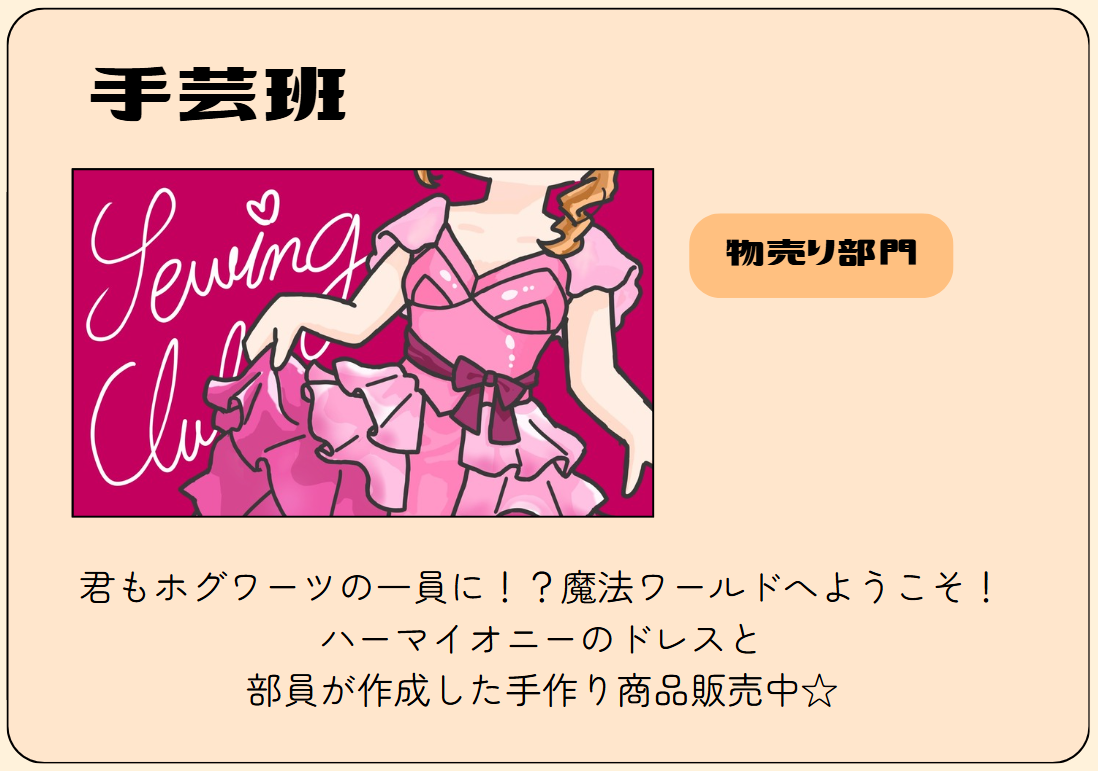 手芸班
Sewing
物売り部門
君もホグワーツの一員に！？魔法ワールドへようこそ！
ハーマイオニーのドレスと
部員が作成した手作り商品販売中☆